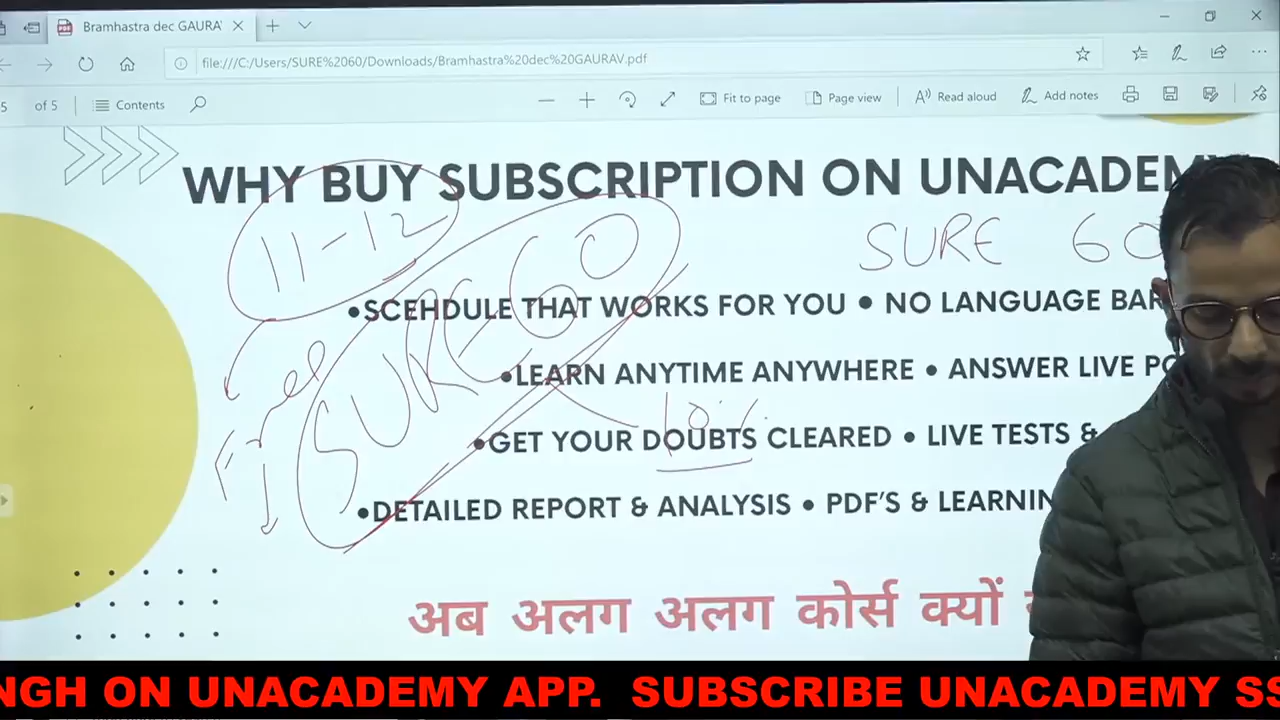 Bramhastra dec GAURA
file:///C:/Users/SURE%2060/Downloads/Bramhastra%20dec%20GAURAV.pdf
5 of 5 Contents Fit to page Page view Read aloud Add notes
WHY BUY SUBSCRIPTION ON UNACADEMY
11-12 SURE 60 SURE 60
•SCEHDULE THAT WORKS FOR YOU • NO LANGUAGE BAR
•LEARN ANYTIME ANYWHERE • ANSWER LIVE PO
Free 10%
•GET YOUR DOUBTS CLEARED • LIVE TESTS &
•DETAILED REPORT & ANALYSIS • PDF'S & LEARNIN
अब अलग अलग कोर्स क्यों
NGH ON UNACADEMY APP. SUBSCRIBE UNACADEMY SS